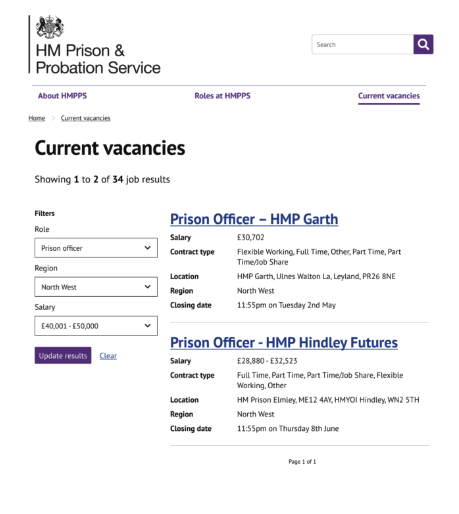 HM Prison &
Probation Service
Search
About HMPPS
Roles at HMPPS
Current vacancies
Home > Current vacancies
Current vacancies
Showing 1 to 2 of 34 job results
Filters
Role
Prison officer
Region
North West
Salary
£40,001 - £50,000
Update results
Clear
Prison Officer – HMP Garth
Salary £30,702
Contract type Flexible Working, Full Time, Other, Part Time, Part
Time/Job Share
Location HMP Garth, Ulnes Walton La, Leyland, PR26 8NE
Region North West
Closing date 11:55pm on Tuesday 2nd May
Prison Officer - HMP Hindley Futures
Salary £28,880 - £32,523
Contract type Full Time, Part Time, Part Time/Job Share, Flexible
Working, Other
Location HM Prison Elmley, ME12 4AY, HMYOI Hindley, WN2 5TH
Region North West
Closing date 11:55pm on Thursday 8th June
Page 1 of 1